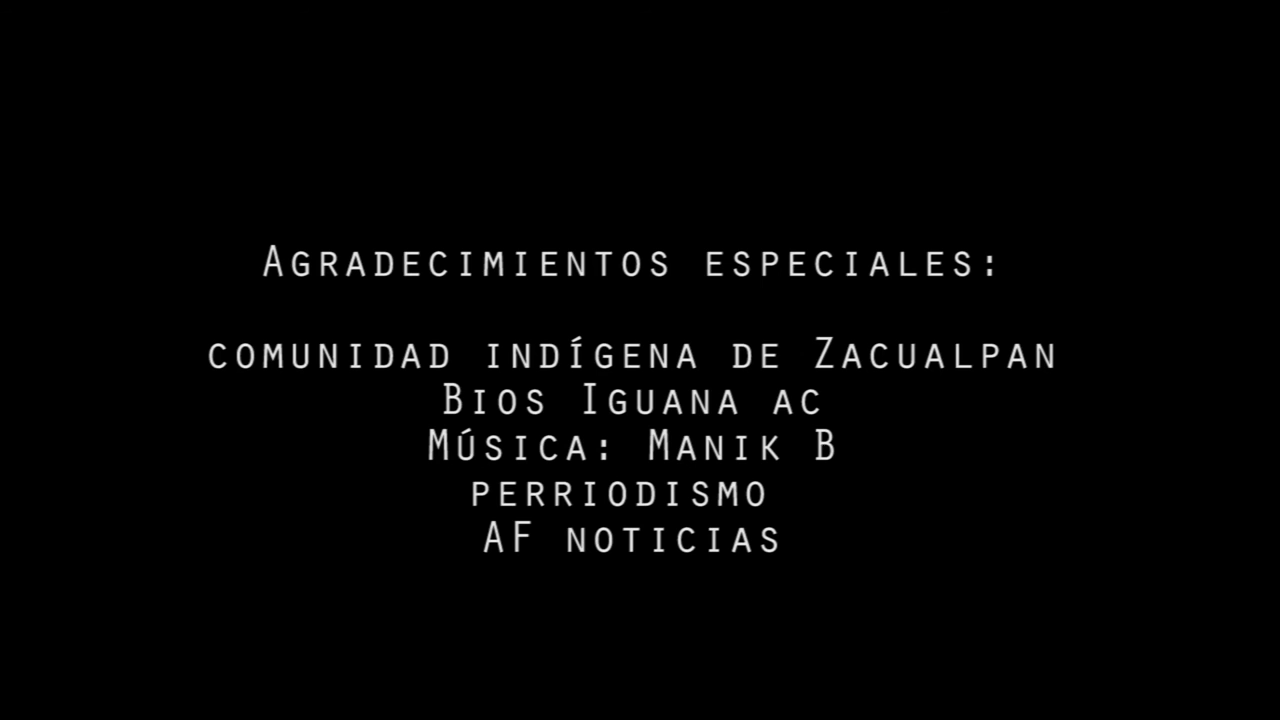 Agradecimientos especiales:
comunidad indígena de Zacualpan
Bios Iguana ac
Música: Manik B
perriodismo
AF noticias